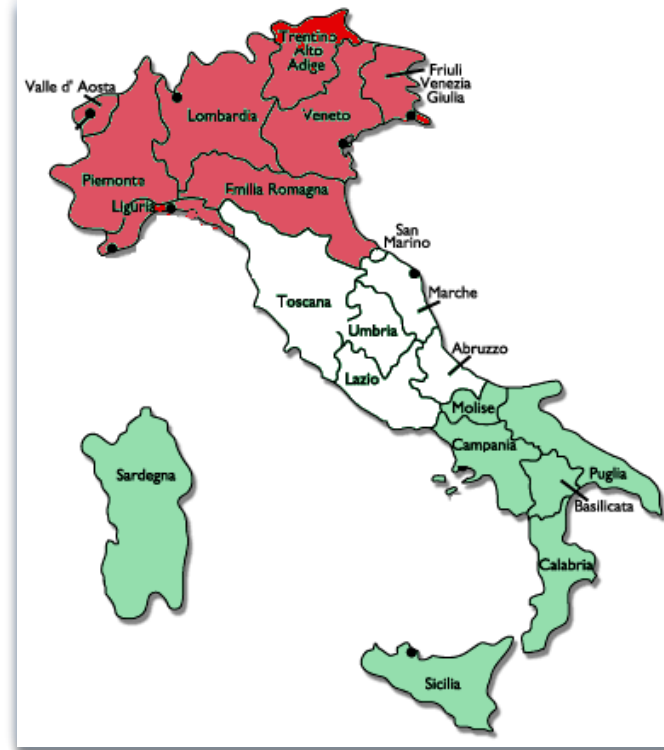 Trentino
Alto
Adige
Friuli
Venezia
Giulia
Valle d' Aosta
Lombardia
Veneto
Piemonte
Emilia Romagna
Liguria
San
Marino
Marche
Toscana
Umbria
Abruzzo
Lazio
Molise
Campania
Sardegna
Puglia
Basilicata
Calabria
Sicilia